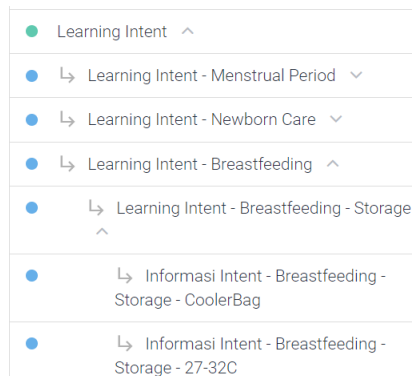 Learning Intent
Learning Intent - Menstrual Period
Learning Intent - Newborn Care
Learning Intent - Breastfeeding
Learning Intent - Breastfeeding - Storage
Informasi Intent - Breastfeeding -
Storage - CoolerBag
Informasi Intent - Breastfeeding -
Storage - 27-32C